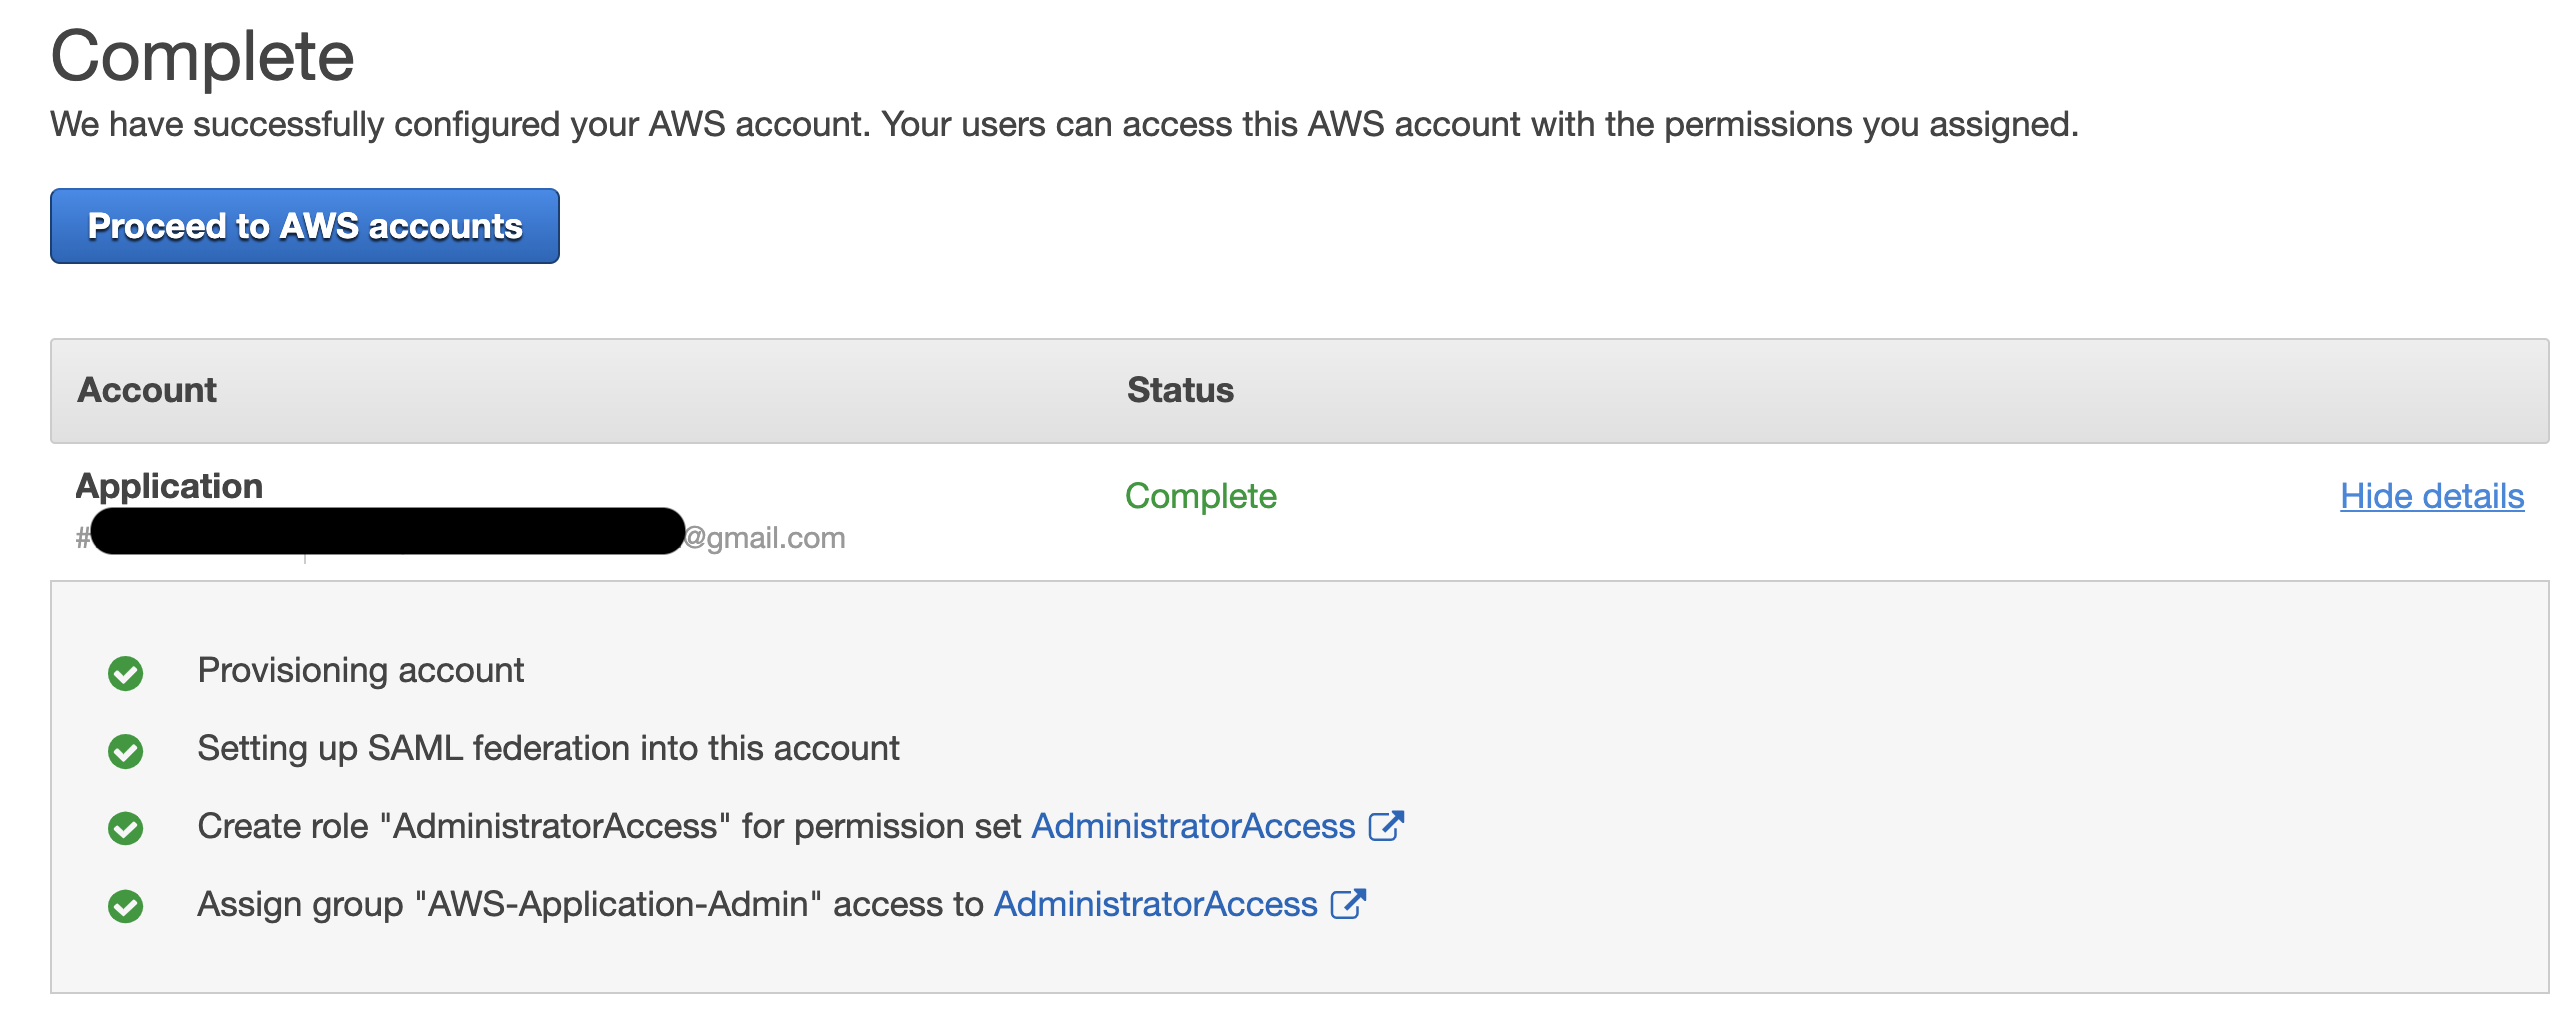 Complete
We have successfully configured your AWS account. Your users can access this AWS account with the permissions you assigned.
Proceed to AWS accounts
Account Status
Application Complete Hide details
# @gmail.com
Provisioning account
Setting up SAML federation into this account
Create role "AdministratorAccess" for permission set AdministratorAccess
Assign group "AWS-Application-Admin" access to AdministratorAccess